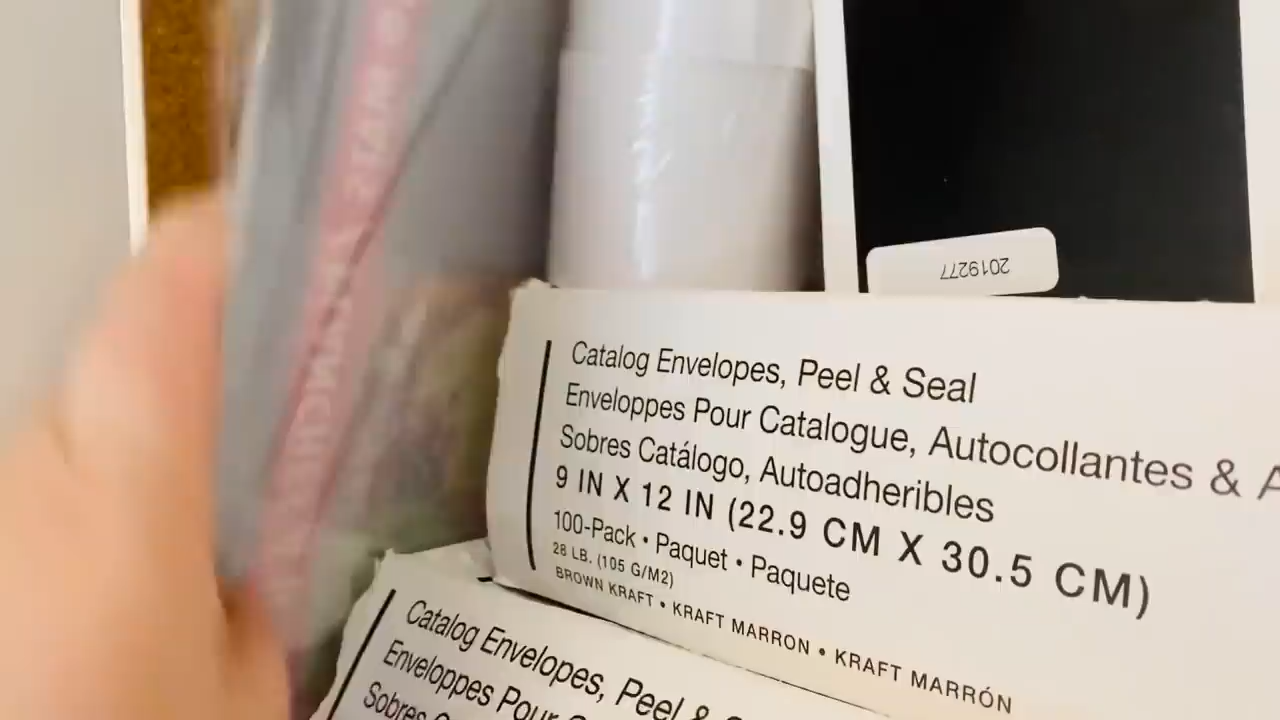 2019277
Catalog Envelopes, Peel & Seal
Enveloppes Pour Catalogue, Autocollantes & A
Sobres Catálogo, Autoadheribles
9 IN X 12 IN (22.9 CM X 30.5 CM)
100-Pack • Paquet • Paquete
28 LB. (105 G/M2)
BROWN KRAFT • KRAFT MARRON • KRAFT MARRÓN
Catalog Envelopes, Peel &
Enveloppes Pour
Sobres